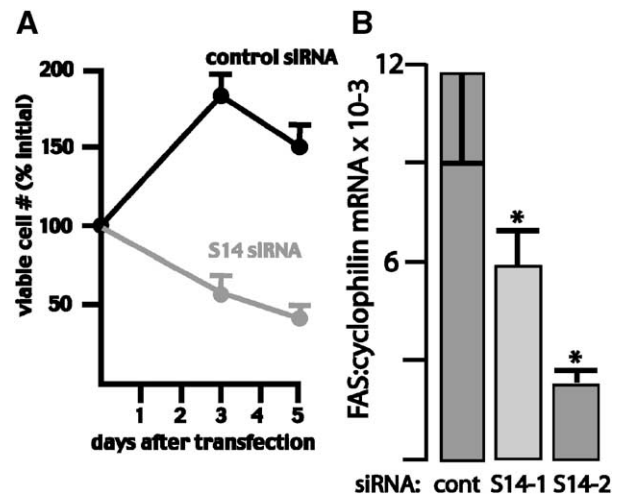 A
control siRNA
200
150
100
50
viable cell # (% initial)
S14 siRNA
1 2 3 4 5
days after transfection
B
12
6
FAS:cyclophilin mRNA x 10-3
*
*
siRNA: cont S14-1 S14-2